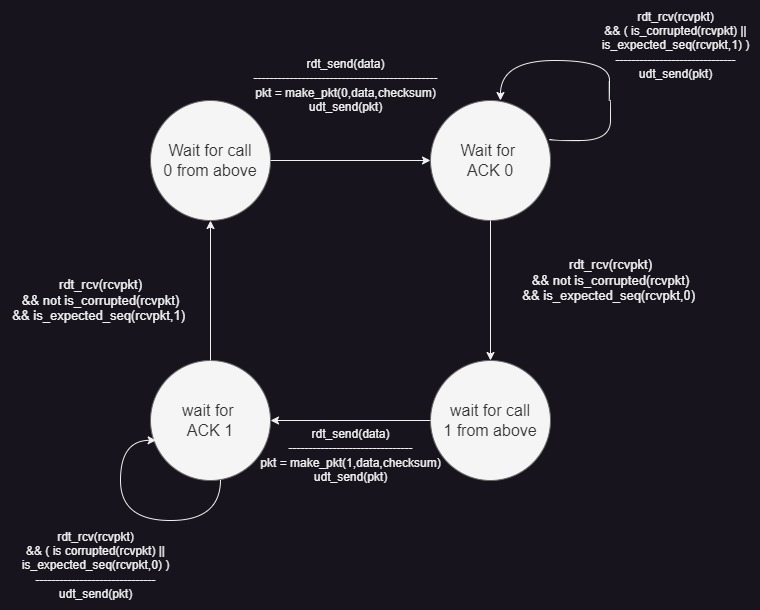 rdt_rcv(rcvpkt)
&& ( is_corrupted(rcvpkt) ||
is_expected_seq(rcvpkt,1) )
------------------------------
udt_send(pkt)
rdt_send(data)
----------------------------------------------
pkt = make_pkt(0,data,checksum)
udt_send(pkt)
Wait for call
0 from above
Wait for
ACK 0
rdt_rcv(rcvpkt)
&& not is_corrupted(rcvpkt)
&& is_expected_seq(rcvpkt,1)
rdt_rcv(rcvpkt)
&& not is_corrupted(rcvpkt)
&& is_expected_seq(rcvpkt,0)
wait for
ACK 1
wait for call
1 from above
rdt_send(data)
-------------------------------
pkt = make_pkt(1,data,checksum)
udt_send(pkt)
rdt_rcv(rcvpkt)
&& ( is corrupted(rcvpkt) ||
is_expected_seq(rcvpkt,0) )
------------------------------
udt_send(pkt)